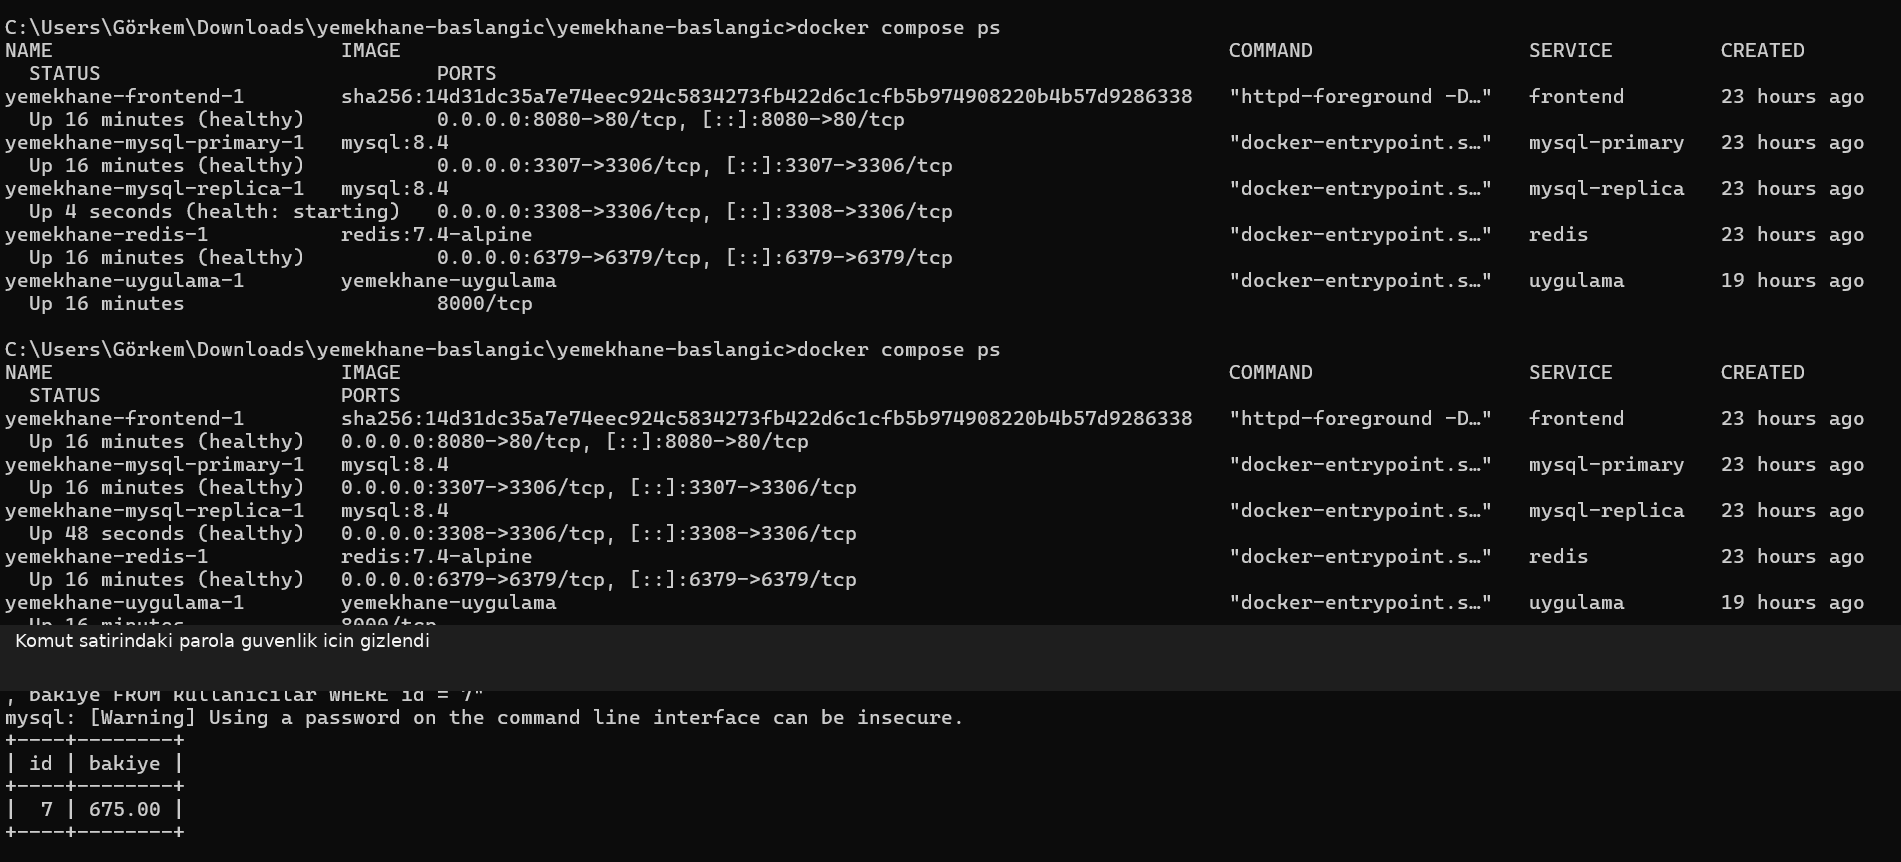 C:\Users\Görkem\Downloads\yemekhane-baslangic\yemekhane-baslangic>docker compose ps
NAME IMAGE COMMAND SERVICE CREATED
STATUS PORTS
yemekhane-frontend-1 sha256:14d31dc35a7e74eec924c5834273fb422d6c1cfb5b974908220b4b57d9286338 "httpd-foreground -D…" frontend 23 hours ago
Up 16 minutes (healthy) 0.0.0.0:8080->80/tcp, [::]:8080->80/tcp
yemekhane-mysql-primary-1 mysql:8.4 "docker-entrypoint.s…" mysql-primary 23 hours ago
Up 16 minutes (healthy) 0.0.0.0:3307->3306/tcp, [::]:3307->3306/tcp
yemekhane-mysql-replica-1 mysql:8.4 "docker-entrypoint.s…" mysql-replica 23 hours ago
Up 4 seconds (health: starting) 0.0.0.0:3308->3306/tcp, [::]:3308->3306/tcp
yemekhane-redis-1 redis:7.4-alpine "docker-entrypoint.s…" redis 23 hours ago
Up 16 minutes (healthy) 0.0.0.0:6379->6379/tcp, [::]:6379->6379/tcp
yemekhane-uygulama-1 yemekhane-uygulama "docker-entrypoint.s…" uygulama 19 hours ago
Up 16 minutes 8000/tcp
C:\Users\Görkem\Downloads\yemekhane-baslangic\yemekhane-baslangic>docker compose ps
NAME IMAGE COMMAND SERVICE CREATED
STATUS PORTS
yemekhane-frontend-1 sha256:14d31dc35a7e74eec924c5834273fb422d6c1cfb5b974908220b4b57d9286338 "httpd-foreground -D…" frontend 23 hours ago
Up 16 minutes (healthy) 0.0.0.0:8080->80/tcp, [::]:8080->80/tcp
yemekhane-mysql-primary-1 mysql:8.4 "docker-entrypoint.s…" mysql-primary 23 hours ago
Up 16 minutes (healthy) 0.0.0.0:3307->3306/tcp, [::]:3307->3306/tcp
yemekhane-mysql-replica-1 mysql:8.4 "docker-entrypoint.s…" mysql-replica 23 hours ago
Up 48 seconds (healthy) 0.0.0.0:3308->3306/tcp, [::]:3308->3306/tcp
yemekhane-redis-1 redis:7.4-alpine "docker-entrypoint.s…" redis 23 hours ago
Up 16 minutes (healthy) 0.0.0.0:6379->6379/tcp, [::]:6379->6379/tcp
yemekhane-uygulama-1 yemekhane-uygulama "docker-entrypoint.s…" uygulama 19 hours ago
Up 16 minutes 8000/tcp
Komut satirindaki parola guvenlik icin gizlendi
, bakiye FROM kullanicilar WHERE id = 7"
mysql: [Warning] Using a password on the command line interface can be insecure.
+----+--------+
| id | bakiye |
+----+--------+
| 7 | 675.00 |
+----+--------+